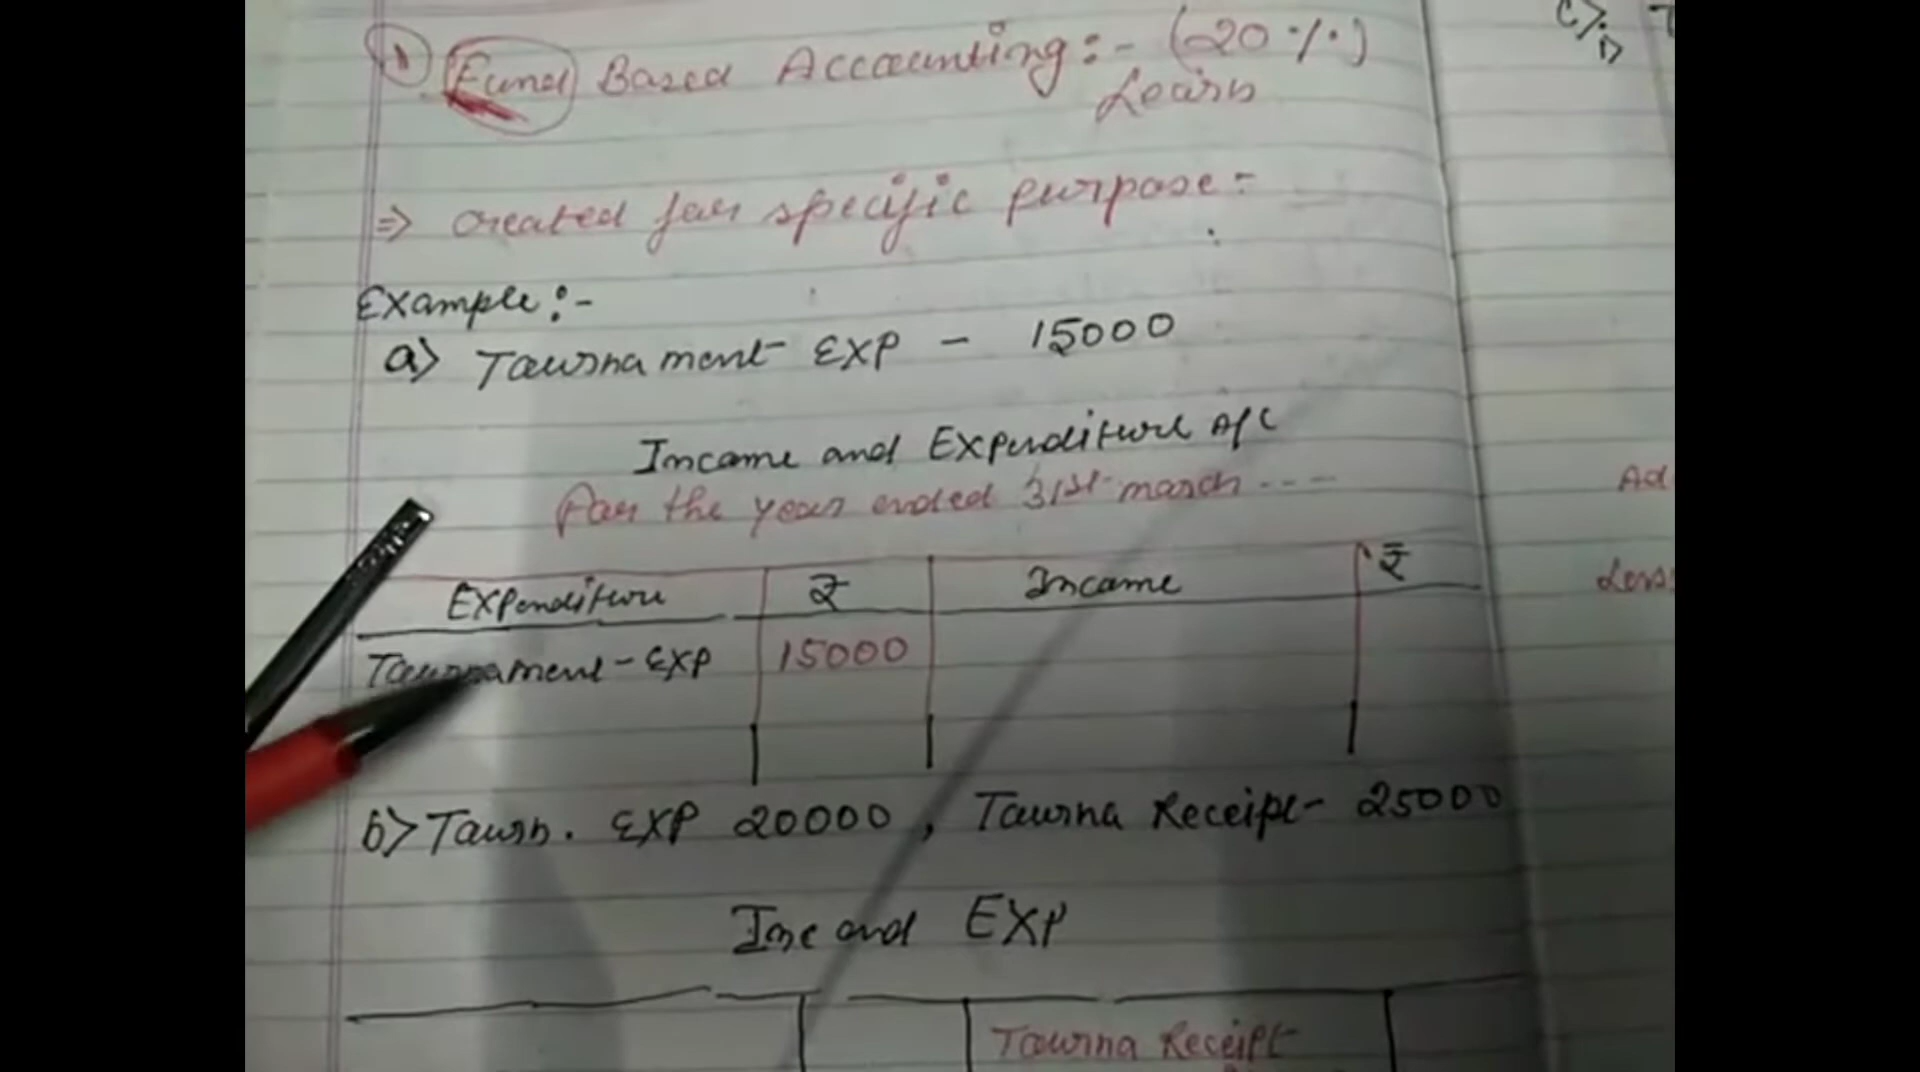 1) Fund Based Accounting :- (20%)
Learn
⇒ created for specific purpose -
Example :-
a) Tournament EXP - 15000
Income and Expenditure A/c
For the year ended 31st march ----
Expenditure ₹ Income ₹
Tournament - EXP 15000
b) Tourn. EXP 20000, Tourna Receipt - 25000
Inc and EXP
Tourna Receipt
c)
Ad
Less: